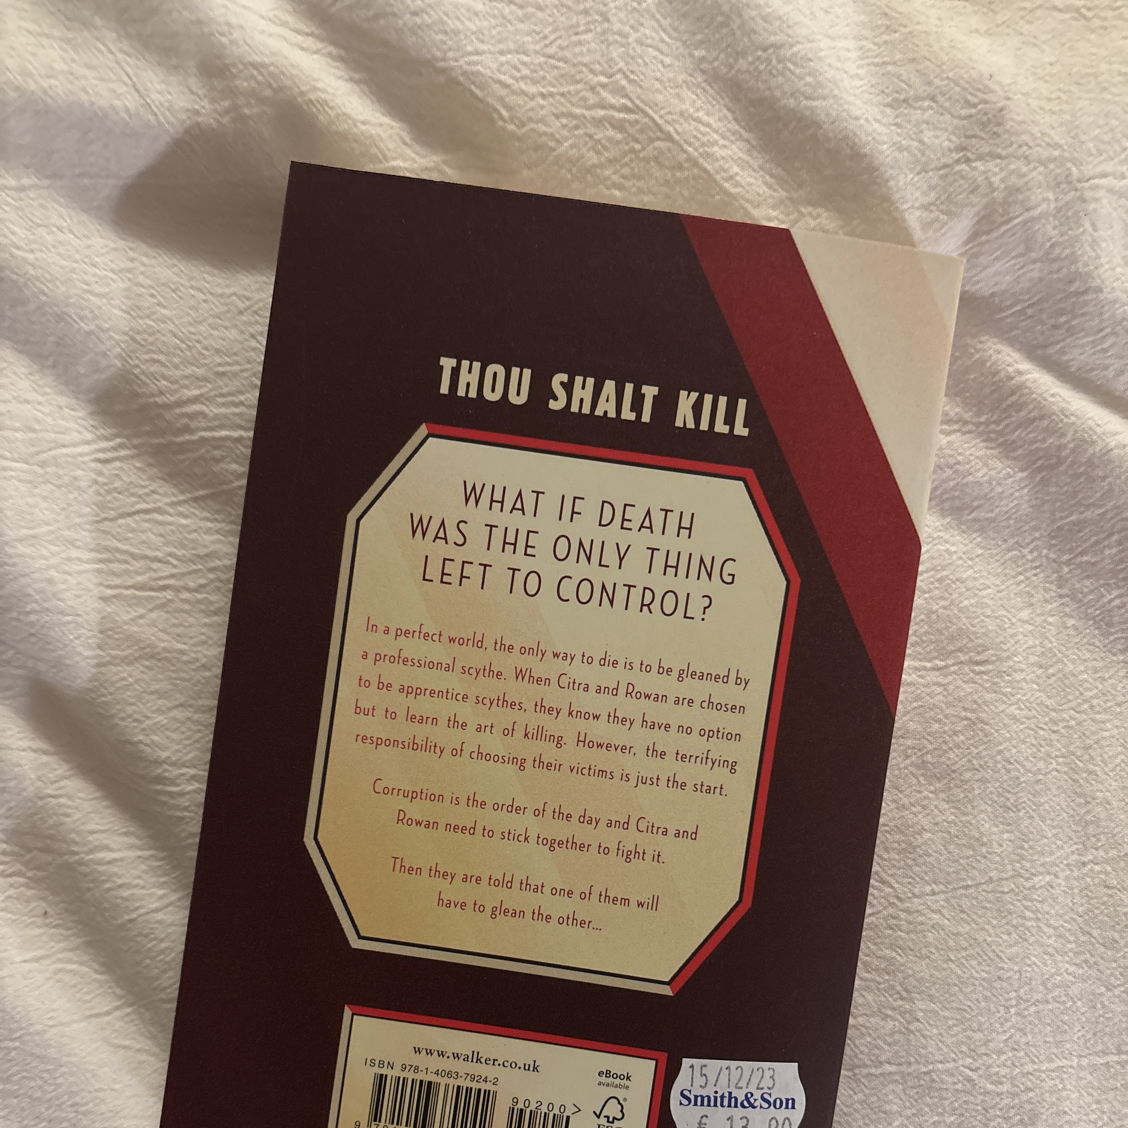 THOU SHALT KILL
WHAT IF DEATH
WAS THE ONLY THING
LEFT TO CONTROL?
In a perfect world, the only way to die is to be gleaned by
a professional scythe. When Citra and Rowan are chosen
to be apprentice scythes, they know they have no option
but to learn the art of killing. However, the terrifying
responsibility of choosing their victims is just the start.
Corruption is the order of the day and Citra and
Rowan need to stick together to fight it.
Then they are told that one of them will
have to glean the other...
www.walker.co.uk
ISBN 978-1-4063-7924-2
90200>
eBook
available
15/12/23
Smith&Son